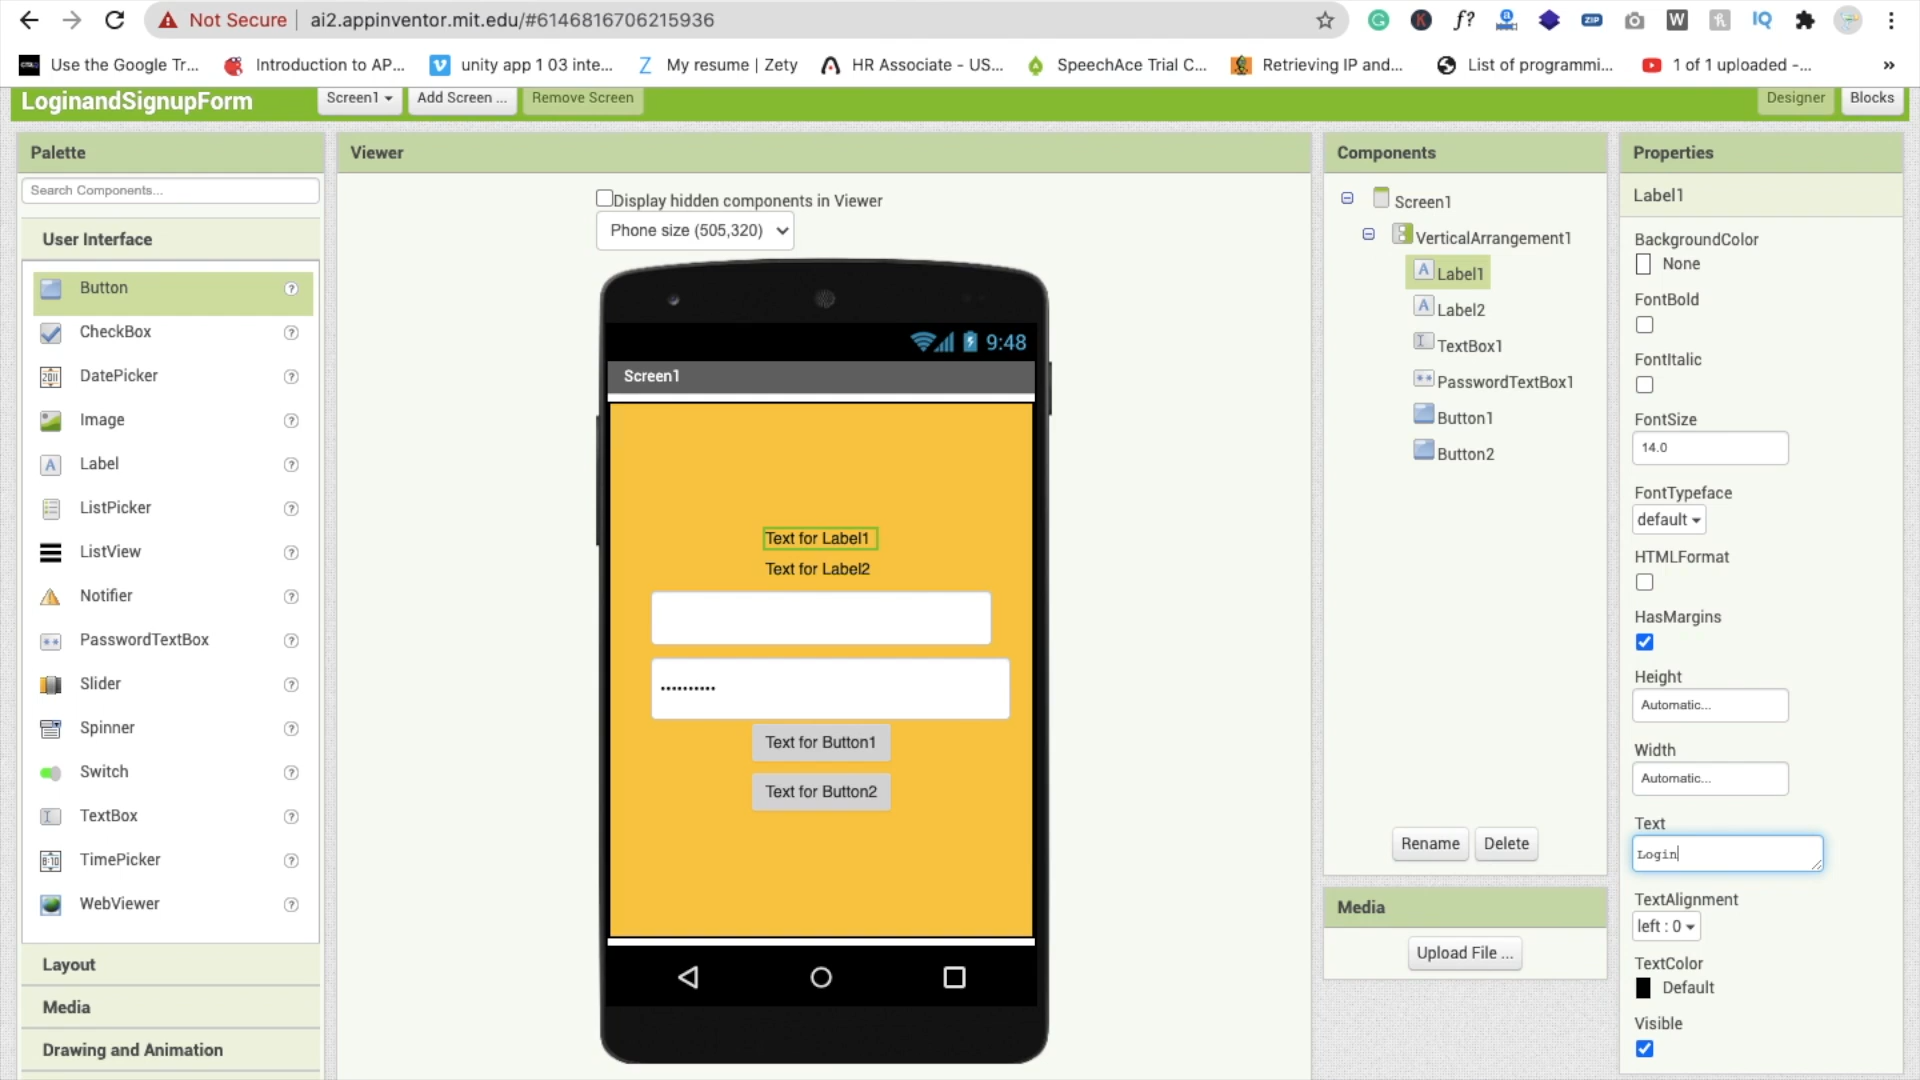 Not Secure
ai2.appinventor.mit.edu/#6146816706215936
Use the Google Tr...
Introduction to AP...
unity app 1 03 inte...
My resume | Zety
HR Associate - US...
SpeechAce Trial C...
Retrieving IP and...
List of programmi...
1 of 1 uploaded -...
»
LoginandSignupForm
Screen1
Add Screen ...
Remove Screen
Designer
Blocks
Palette
Search Components...
User Interface
Button
CheckBox
DatePicker
Image
Label
ListPicker
ListView
Notifier
PasswordTextBox
Slider
Spinner
Switch
TextBox
TimePicker
WebViewer
Layout
Media
Drawing and Animation
Viewer
Display hidden components in Viewer
Phone size (505,320)
9:48
Screen1
Text for Label1
Text for Label2
••••••••••
Text for Button1
Text for Button2
Components
Screen1
VerticalArrangement1
Label1
Label2
TextBox1
PasswordTextBox1
Button1
Button2
Rename
Delete
Media
Upload File ...
Properties
Label1
BackgroundColor
None
FontBold
FontItalic
FontSize
14.0
FontTypeface
default
HTMLFormat
HasMargins
Height
Automatic...
Width
Automatic...
Text
Login
TextAlignment
left : 0
TextColor
Default
Visible